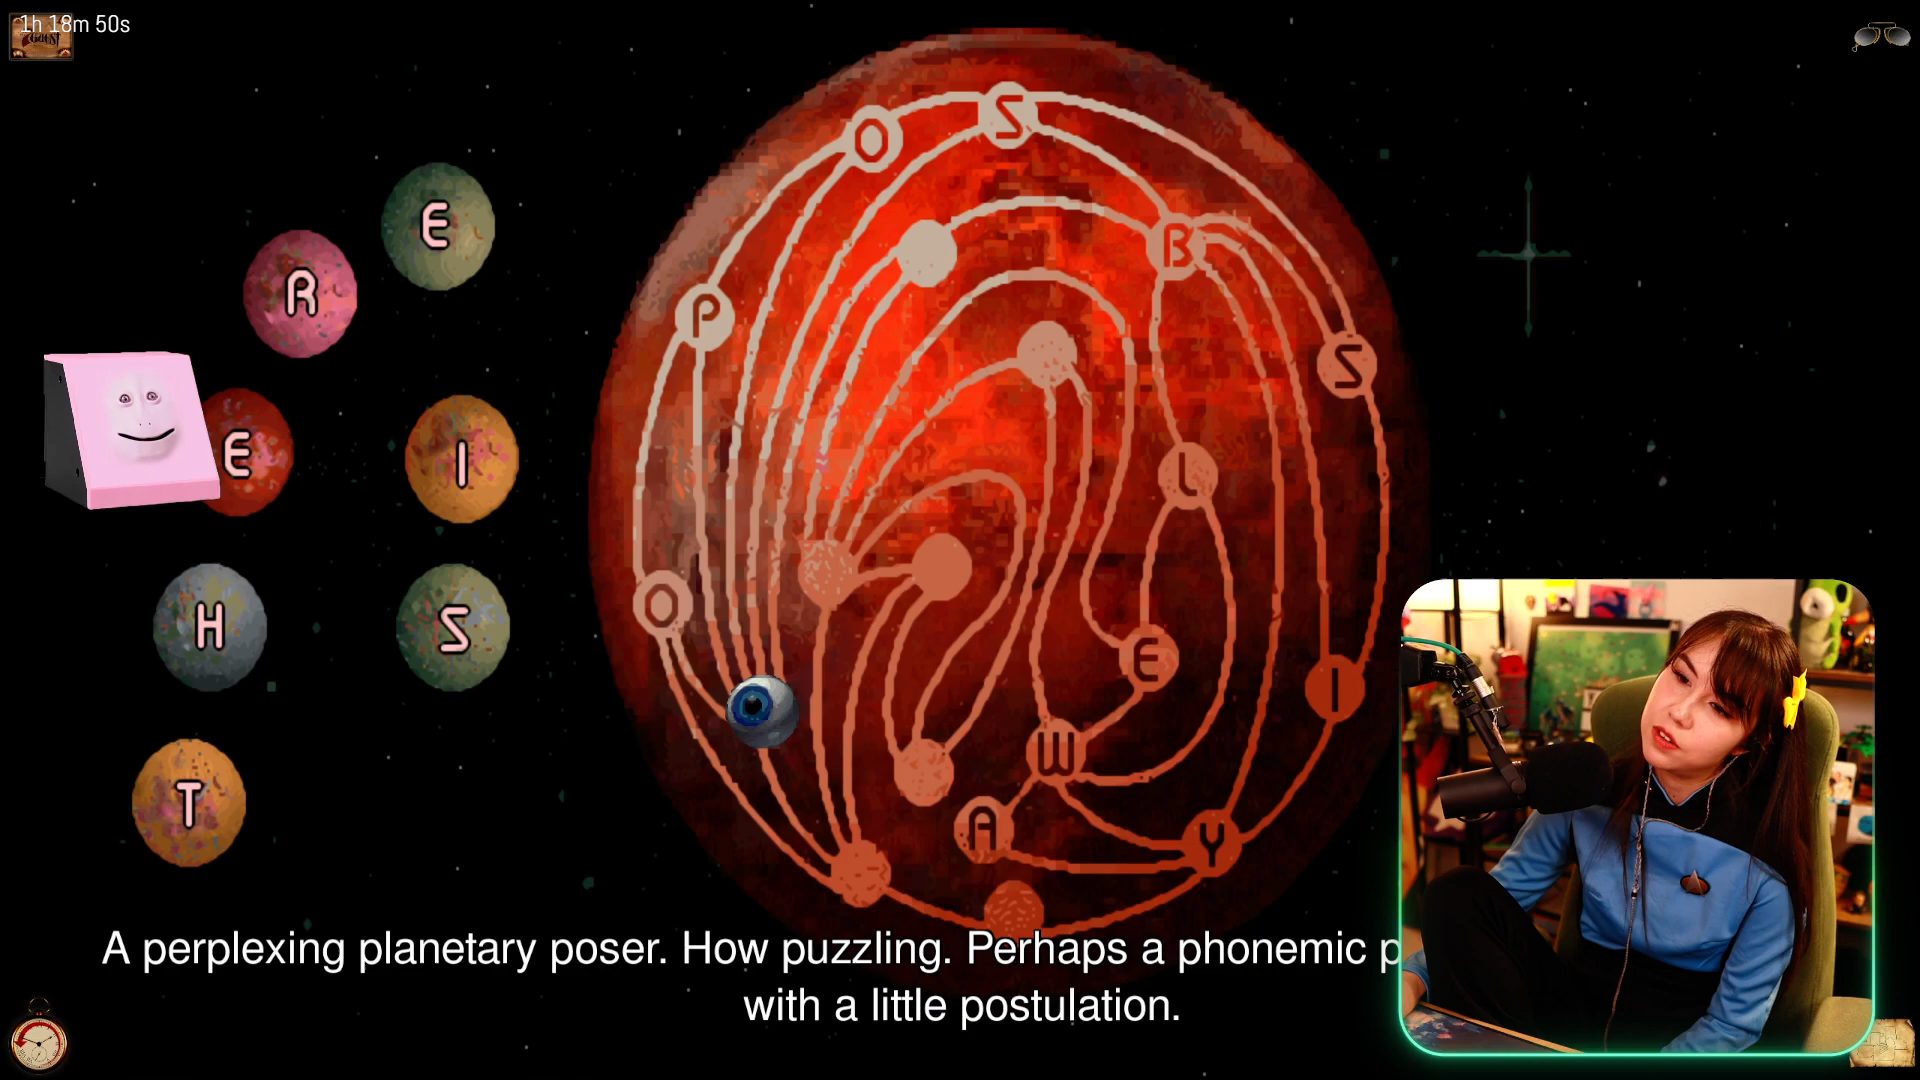 1h 18m 50s
E
R
E
I
H
S
T
O
S
B
P
S
L
O
E
I
W
A
Y
A perplexing planetary poser. How puzzling. Perhaps a phonemic
with a little postulation.